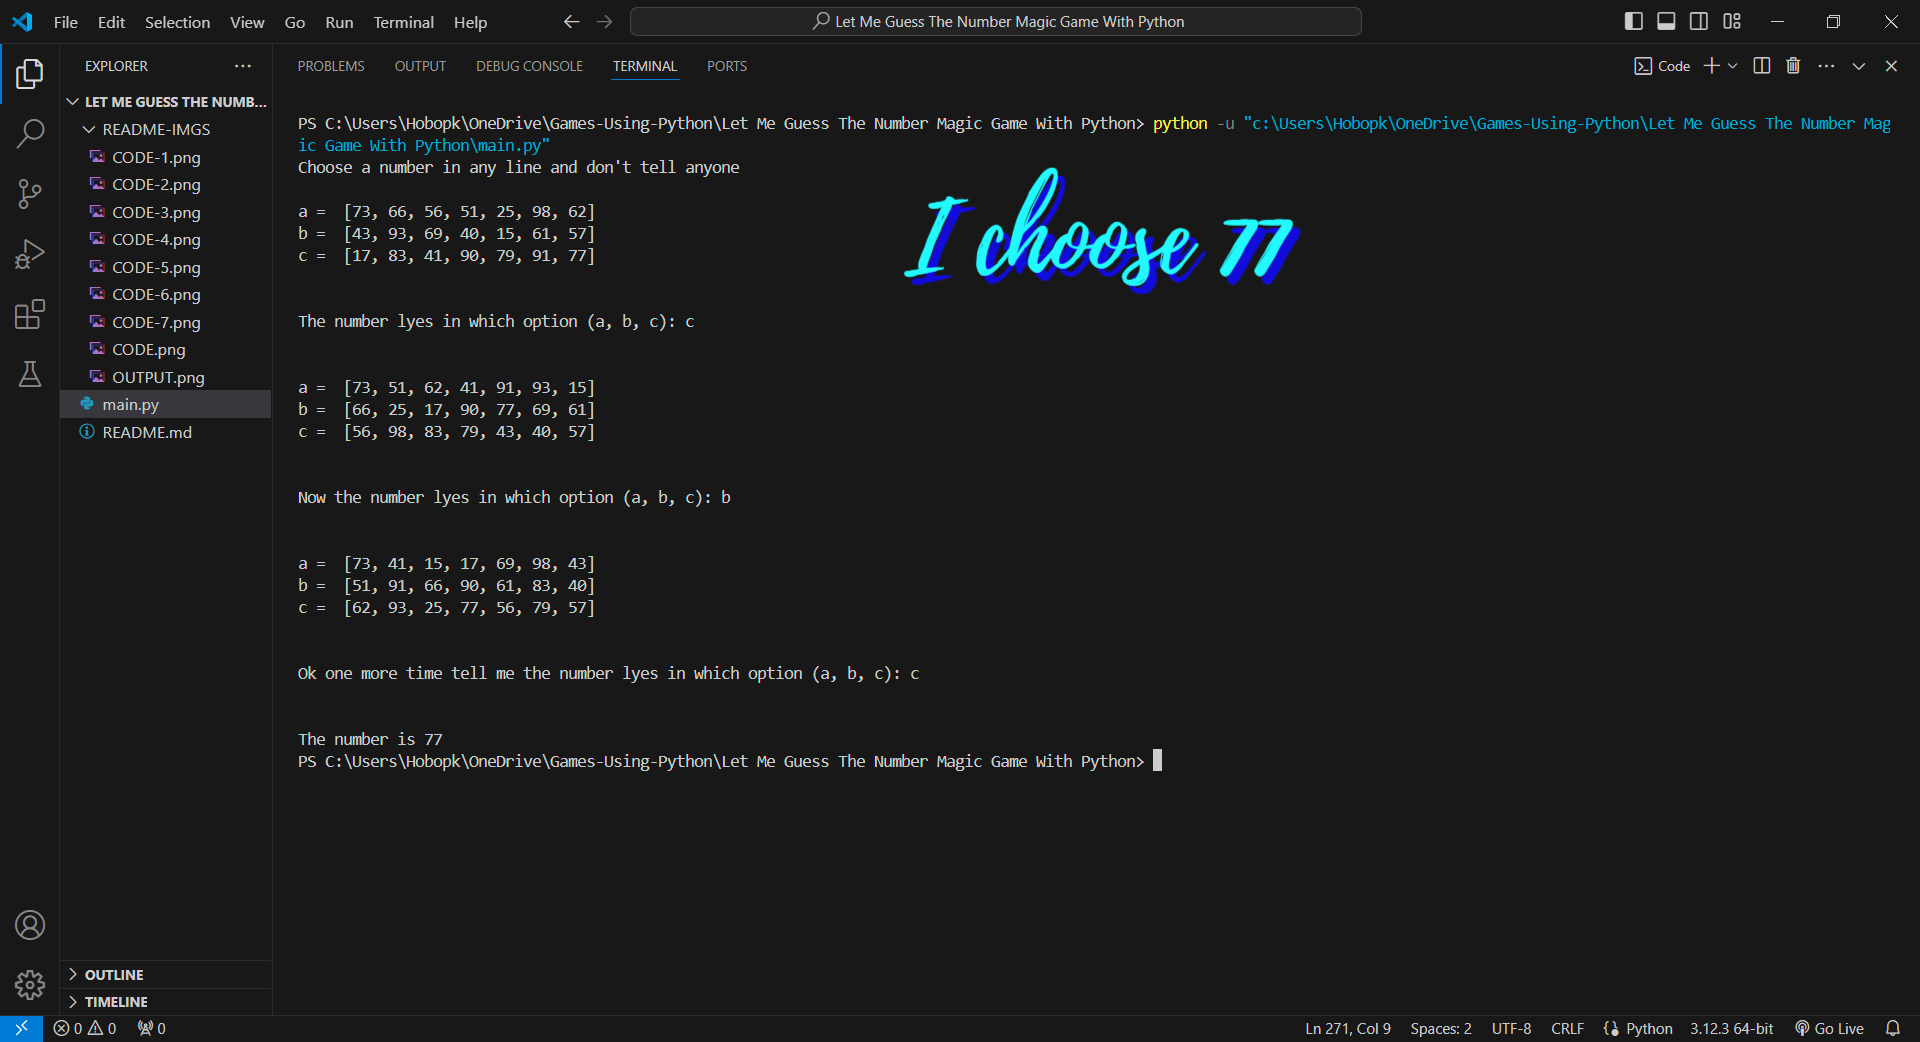 File Edit Selection View Go Run Terminal Help
Let Me Guess The Number Magic Game With Python
EXPLORER
LET ME GUESS THE NUMB...
README-IMGS
CODE-1.png
CODE-2.png
CODE-3.png
CODE-4.png
CODE-5.png
CODE-6.png
CODE-7.png
CODE.png
OUTPUT.png
main.py
README.md
OUTLINE
TIMELINE
PROBLEMS OUTPUT DEBUG CONSOLE TERMINAL PORTS
Code
PS C:\Users\Hobopk\OneDrive\Games-Using-Python\Let Me Guess The Number Magic Game With Python> python -u "c:\Users\Hobopk\OneDrive\Games-Using-Python\Let Me Guess The Number Mag
ic Game With Python\main.py"
Choose a number in any line and don't tell anyone
a = [73, 66, 56, 51, 25, 98, 62]
b = [43, 93, 69, 40, 15, 61, 57]
c = [17, 83, 41, 90, 79, 91, 77]
I choose 77
The number lyes in which option (a, b, c): c
a = [73, 51, 62, 41, 91, 93, 15]
b = [66, 25, 17, 90, 77, 69, 61]
c = [56, 98, 83, 79, 43, 40, 57]
Now the number lyes in which option (a, b, c): b
a = [73, 41, 15, 17, 69, 98, 43]
b = [51, 91, 66, 90, 61, 83, 40]
c = [62, 93, 25, 77, 56, 79, 57]
Ok one more time tell me the number lyes in which option (a, b, c): c
The number is 77
PS C:\Users\Hobopk\OneDrive\Games-Using-Python\Let Me Guess The Number Magic Game With Python>
0 0 0
Ln 271, Col 9 Spaces: 2 UTF-8 CRLF Python 3.12.3 64-bit Go Live